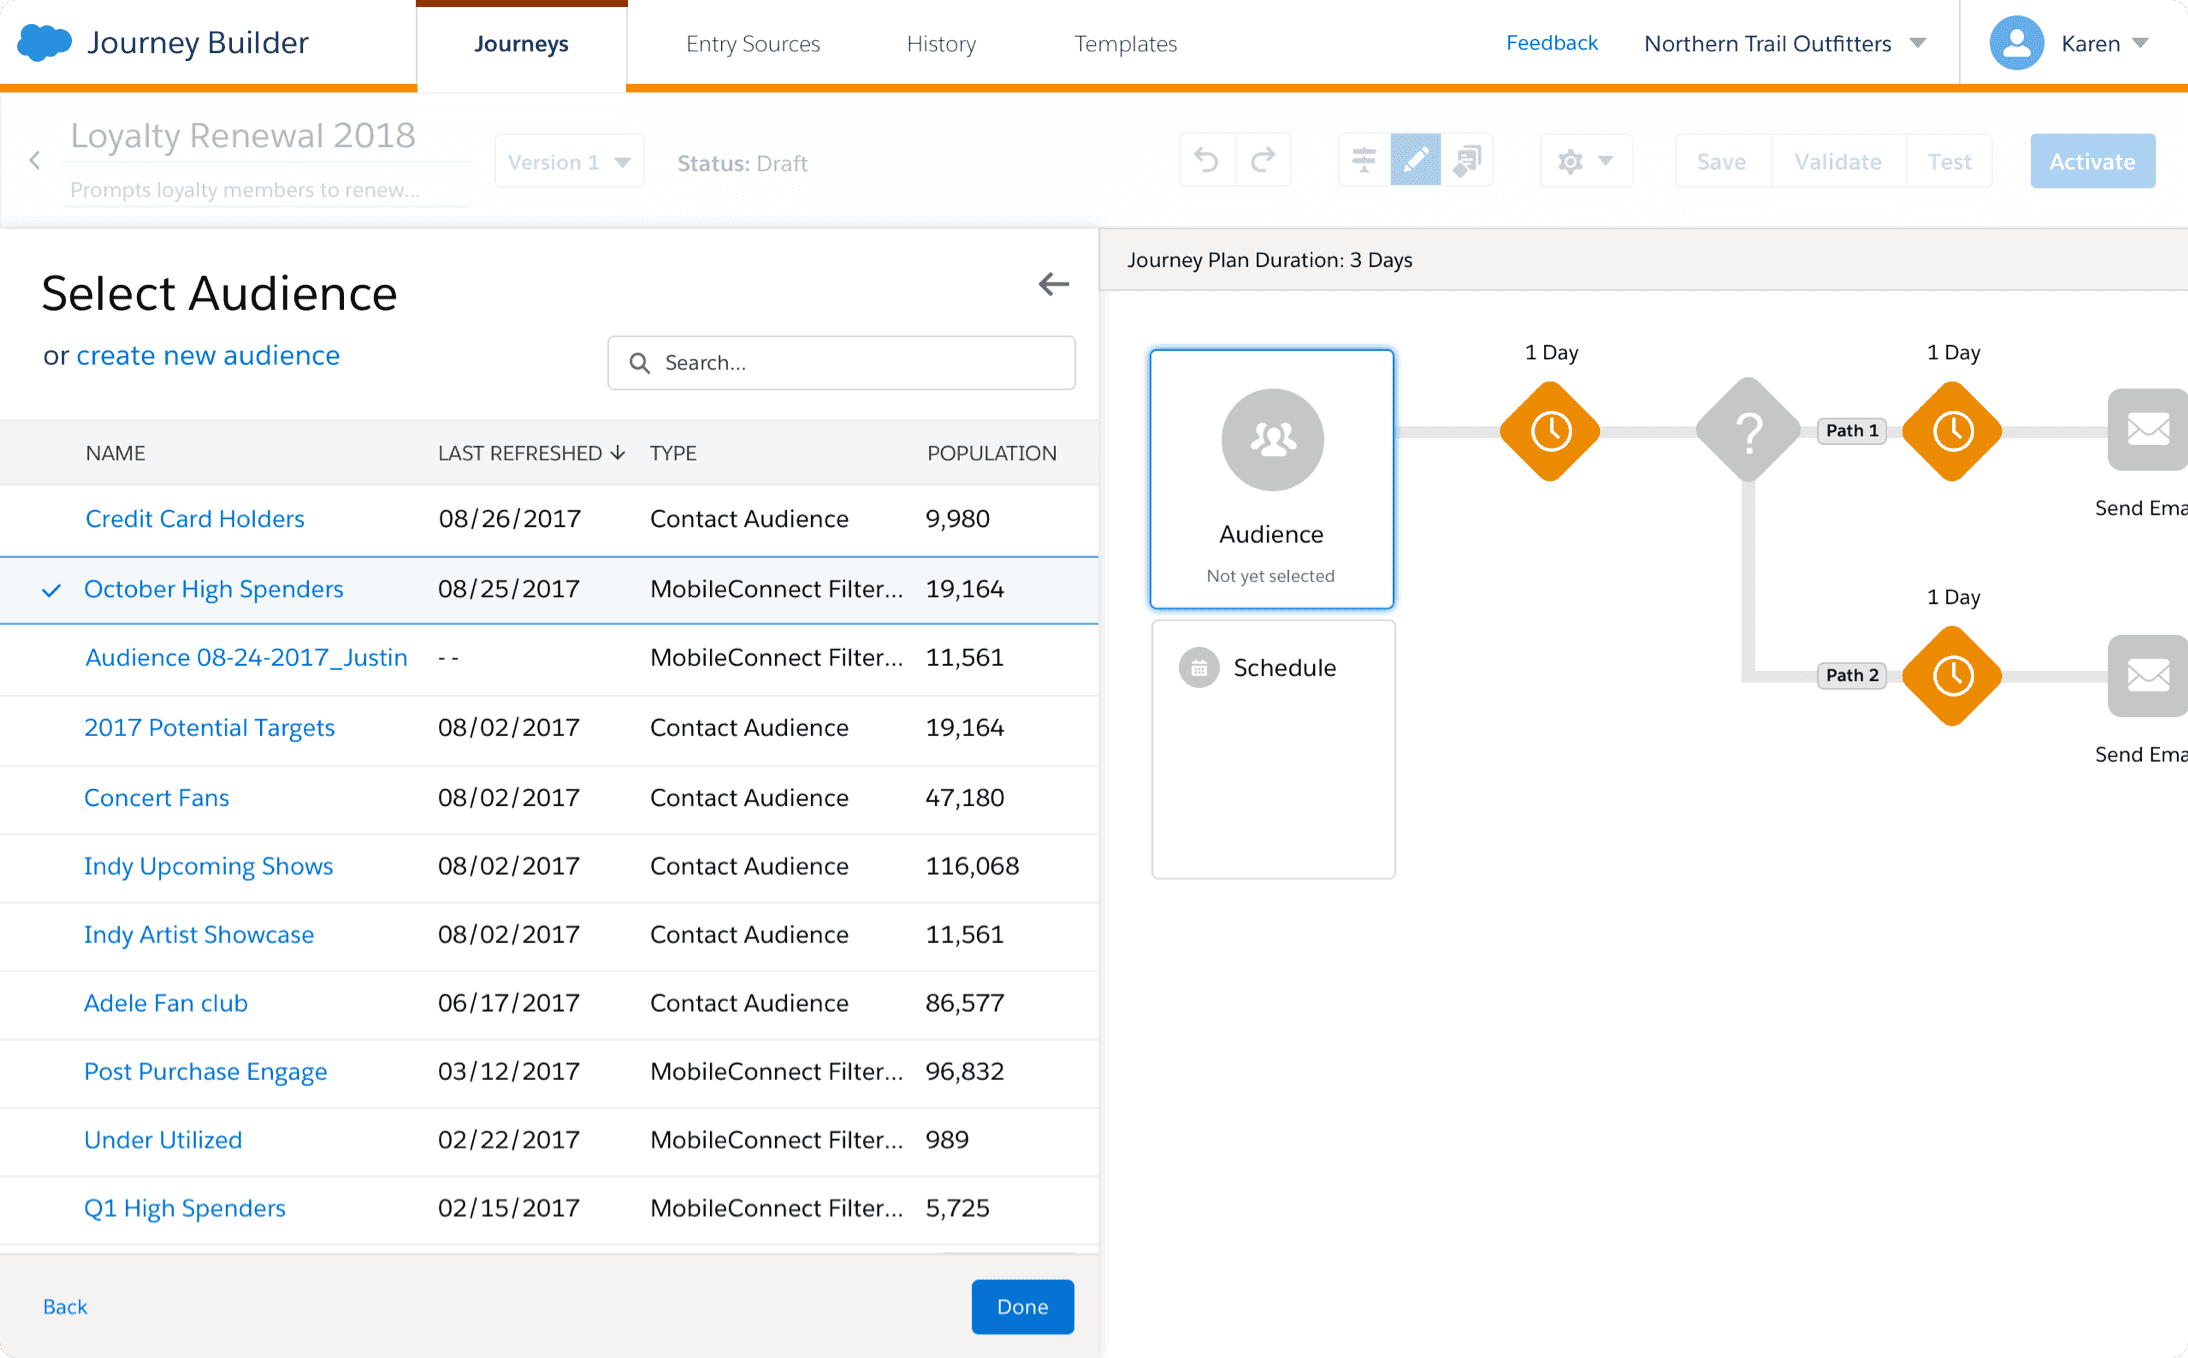 Journey Builder
Journeys
Entry Sources
History
Templates
Feedback
Northern Trail Outfitters
Karen
Loyalty Renewal 2018
Prompts loyalty members to renew...
Version 1
Status: Draft
Save
Validate
Test
Activate
Select Audience
or create new audience
Search...
NAME LAST REFRESHED TYPE POPULATION
Credit Card Holders 08/26/2017 Contact Audience 9,980
October High Spenders 08/25/2017 MobileConnect Filter... 19,164
Audience 08-24-2017_Justin -- MobileConnect Filter... 11,561
2017 Potential Targets 08/02/2017 Contact Audience 19,164
Concert Fans 08/02/2017 Contact Audience 47,180
Indy Upcoming Shows 08/02/2017 Contact Audience 116,068
Indy Artist Showcase 08/02/2017 Contact Audience 11,561
Adele Fan club 06/17/2017 Contact Audience 86,577
Post Purchase Engage 03/12/2017 MobileConnect Filter... 96,832
Under Utilized 02/22/2017 MobileConnect Filter... 989
Q1 High Spenders 02/15/2017 MobileConnect Filter... 5,725
Back
Done
Journey Plan Duration: 3 Days
Audience
Not yet selected
Schedule
1 Day
?
Path 1
1 Day
Send Ema
Path 2
1 Day
Send Ema